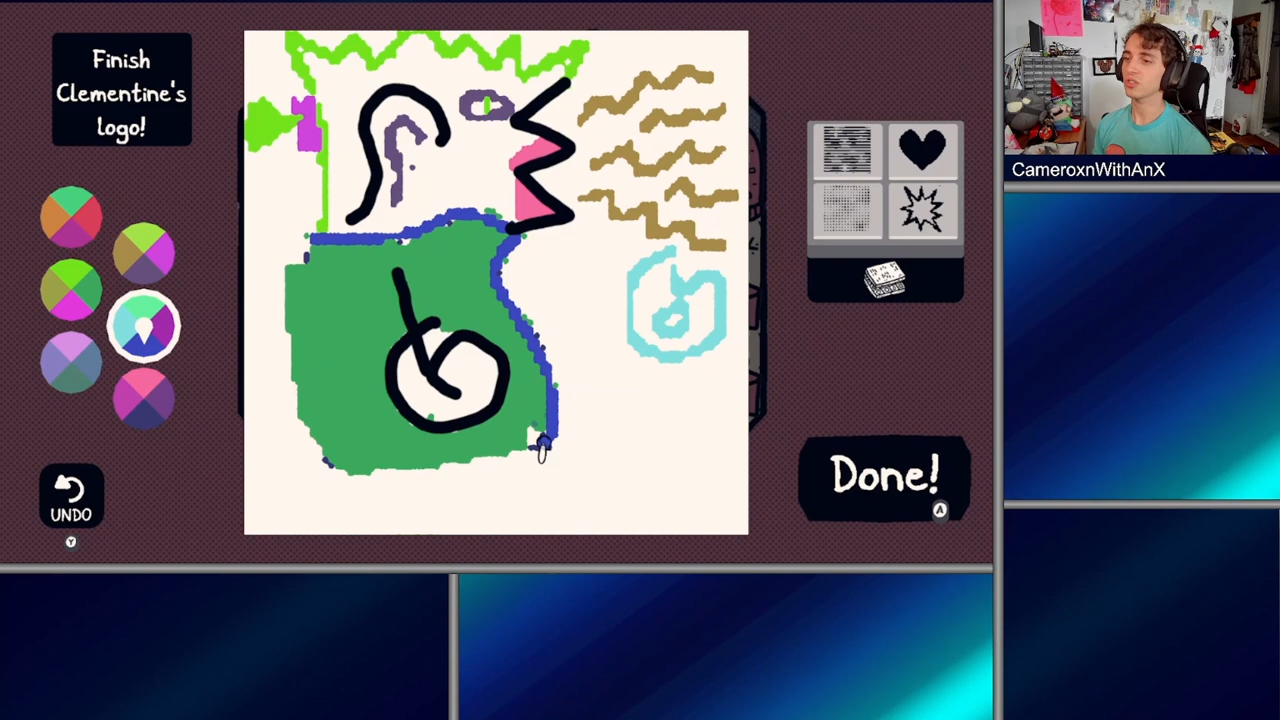 Finish
Clementine's
logo!
CameroxnWithAnX
UNDO
Y
Done!
A